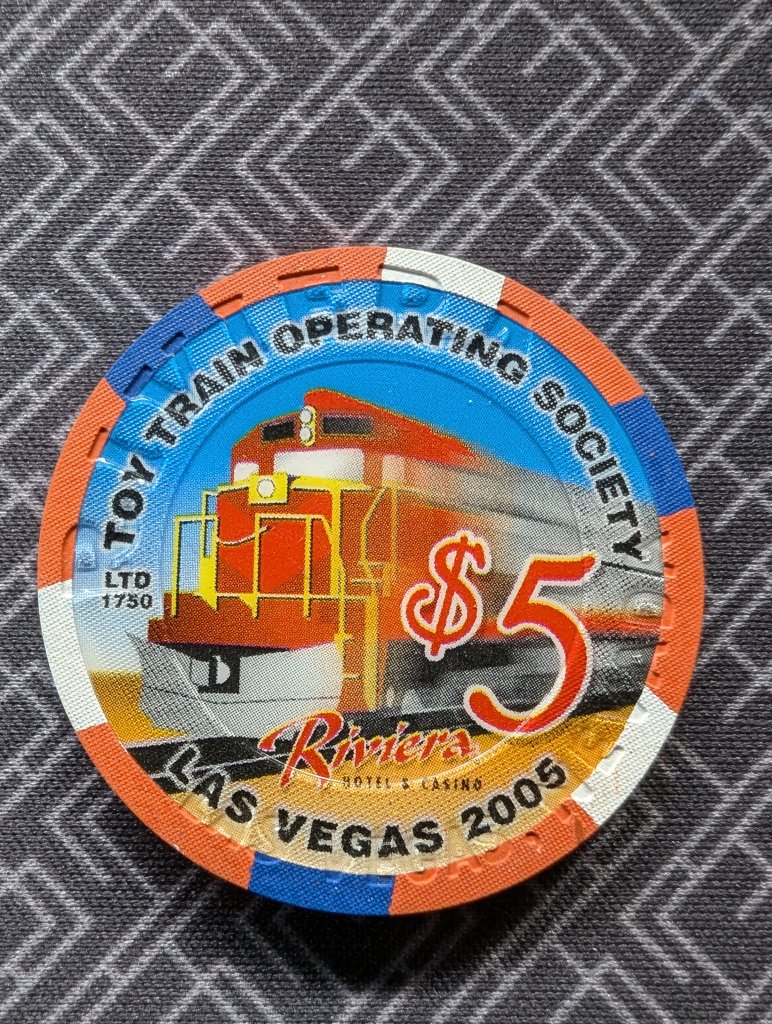 TOY TRAIN OPERATING SOCIETY
LTD
1750
$5
Riviera
HOTEL & CASINO
LAS VEGAS 2005